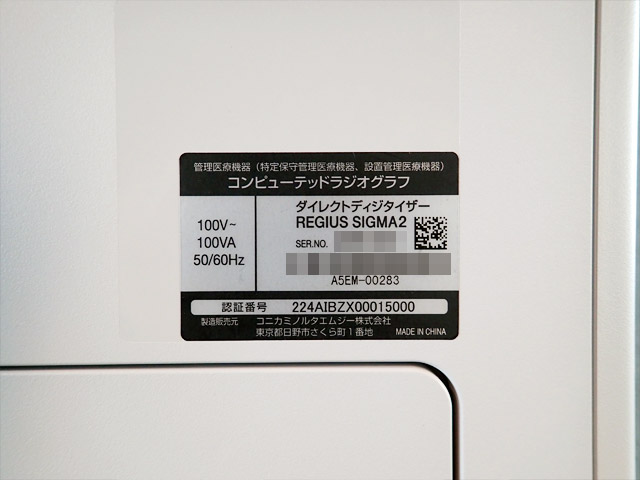 管理医療機器（特定保守管理医療機器、設置管理医療機器）
コンピューテッドラジオグラフ
100V~
100VA
50/60Hz
ダイレクトディジタイザー
REGIUS SIGMA2
SER.NO.
A5EM-00283
認証番号 224AIBZX00015000
製造販売元 コニカミノルタエムジー株式会社
東京都日野市さくら町1番地 MADE IN CHINA